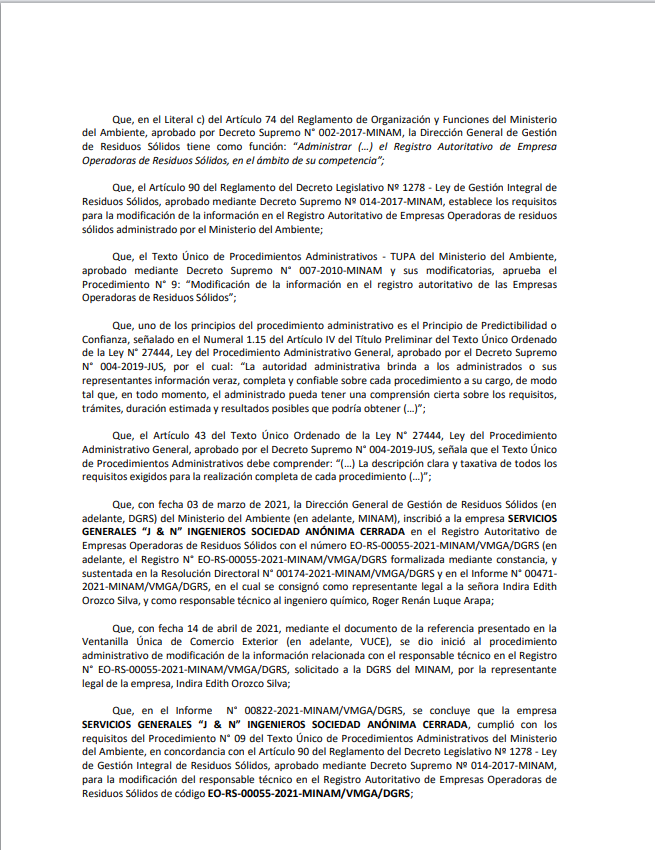 Que, en el Literal c) del Artículo 74 del Reglamento de Organización y Funciones del Ministerio
del Ambiente, aprobado por Decreto Supremo N° 002-2017-MINAM, la Dirección General de Gestión
de Residuos Sólidos tiene como función: “Administrar (…) el Registro Autoritativo de Empresa
Operadoras de Residuos Sólidos, en el ámbito de su competencia”;
Que, el Artículo 90 del Reglamento del Decreto Legislativo Nº 1278 - Ley de Gestión Integral de
Residuos Sólidos, aprobado mediante Decreto Supremo Nº 014-2017-MINAM, establece los requisitos
para la modificación de la información en el Registro Autoritativo de Empresas Operadoras de residuos
sólidos administrado por el Ministerio del Ambiente;
Que, el Texto Único de Procedimientos Administrativos - TUPA del Ministerio del Ambiente,
aprobado mediante Decreto Supremo N° 007-2010-MINAM y sus modificatorias, aprueba el
Procedimiento N° 9: “Modificación de la información en el registro autoritativo de las Empresas
Operadoras de Residuos Sólidos”;
Que, uno de los principios del procedimiento administrativo es el Principio de Predictibilidad o
Confianza, señalado en el Numeral 1.15 del Artículo IV del Título Preliminar del Texto Único Ordenado
de la Ley N° 27444, Ley del Procedimiento Administrativo General, aprobado por el Decreto Supremo
N° 004-2019-JUS, por el cual: “La autoridad administrativa brinda a los administrados o sus
representantes información veraz, completa y confiable sobre cada procedimiento a su cargo, de modo
tal que, en todo momento, el administrado pueda tener una comprensión cierta sobre los requisitos,
trámites, duración estimada y resultados posibles que podría obtener (…)”;
Que, el Artículo 43 del Texto Único Ordenado de la Ley N° 27444, Ley del Procedimiento
Administrativo General, aprobado por el Decreto Supremo N° 004-2019-JUS, señala que el Texto Único
de Procedimientos Administrativos debe comprender: “(…) La descripción clara y taxativa de todos los
requisitos exigidos para la realización completa de cada procedimiento (…)”;
Que, con fecha 03 de marzo de 2021, la Dirección General de Gestión de Residuos Sólidos (en
adelante, DGRS) del Ministerio del Ambiente (en adelante, MINAM), inscribió a la empresa SERVICIOS
GENERALES “J & N” INGENIEROS SOCIEDAD ANÓNIMA CERRADA en el Registro Autoritativo de
Empresas Operadoras de Residuos Sólidos con el número EO-RS-00055-2021-MINAM/VMGA/DGRS (en
adelante, el Registro N° EO-RS-00055-2021-MINAM/VMGA/DGRS formalizada mediante constancia, y
sustentada en la Resolución Directoral N° 00174-2021-MINAM/VMGA/DGRS y en el Informe N° 00471-
2021-MINAM/VMGA/DGRS, en el cual se consignó como representante legal a la señora Indira Edith
Orozco Silva, y como responsable técnico al ingeniero químico, Roger Renán Luque Arapa;
Que, con fecha 14 de abril de 2021, mediante el documento de la referencia presentado en la
Ventanilla Única de Comercio Exterior (en adelante, VUCE), se dio inició al procedimiento
administrativo de modificación de la información relacionada con el responsable técnico en el Registro
N° EO-RS-00055-2021-MINAM/VMGA/DGRS, solicitado a la DGRS del MINAM, por la representante
legal de la empresa, Indira Edith Orozco Silva;
Que, en el Informe N° 00822-2021-MINAM/VMGA/DGRS, se concluye que la empresa
SERVICIOS GENERALES “J & N” INGENIEROS SOCIEDAD ANÓNIMA CERRADA, cumplió con los
requisitos del Procedimiento N° 09 del Texto Único de Procedimientos Administrativos del Ministerio
del Ambiente, en concordancia con el Artículo 90 del Reglamento del Decreto Legislativo Nº 1278 - Ley
de Gestión Integral de Residuos Sólidos, aprobado mediante Decreto Supremo Nº 014-2017-MINAM,
para la modificación del responsable técnico en el Registro Autoritativo de Empresas Operadoras de
Residuos Sólidos de código EO-RS-00055-2021-MINAM/VMGA/DGRS;